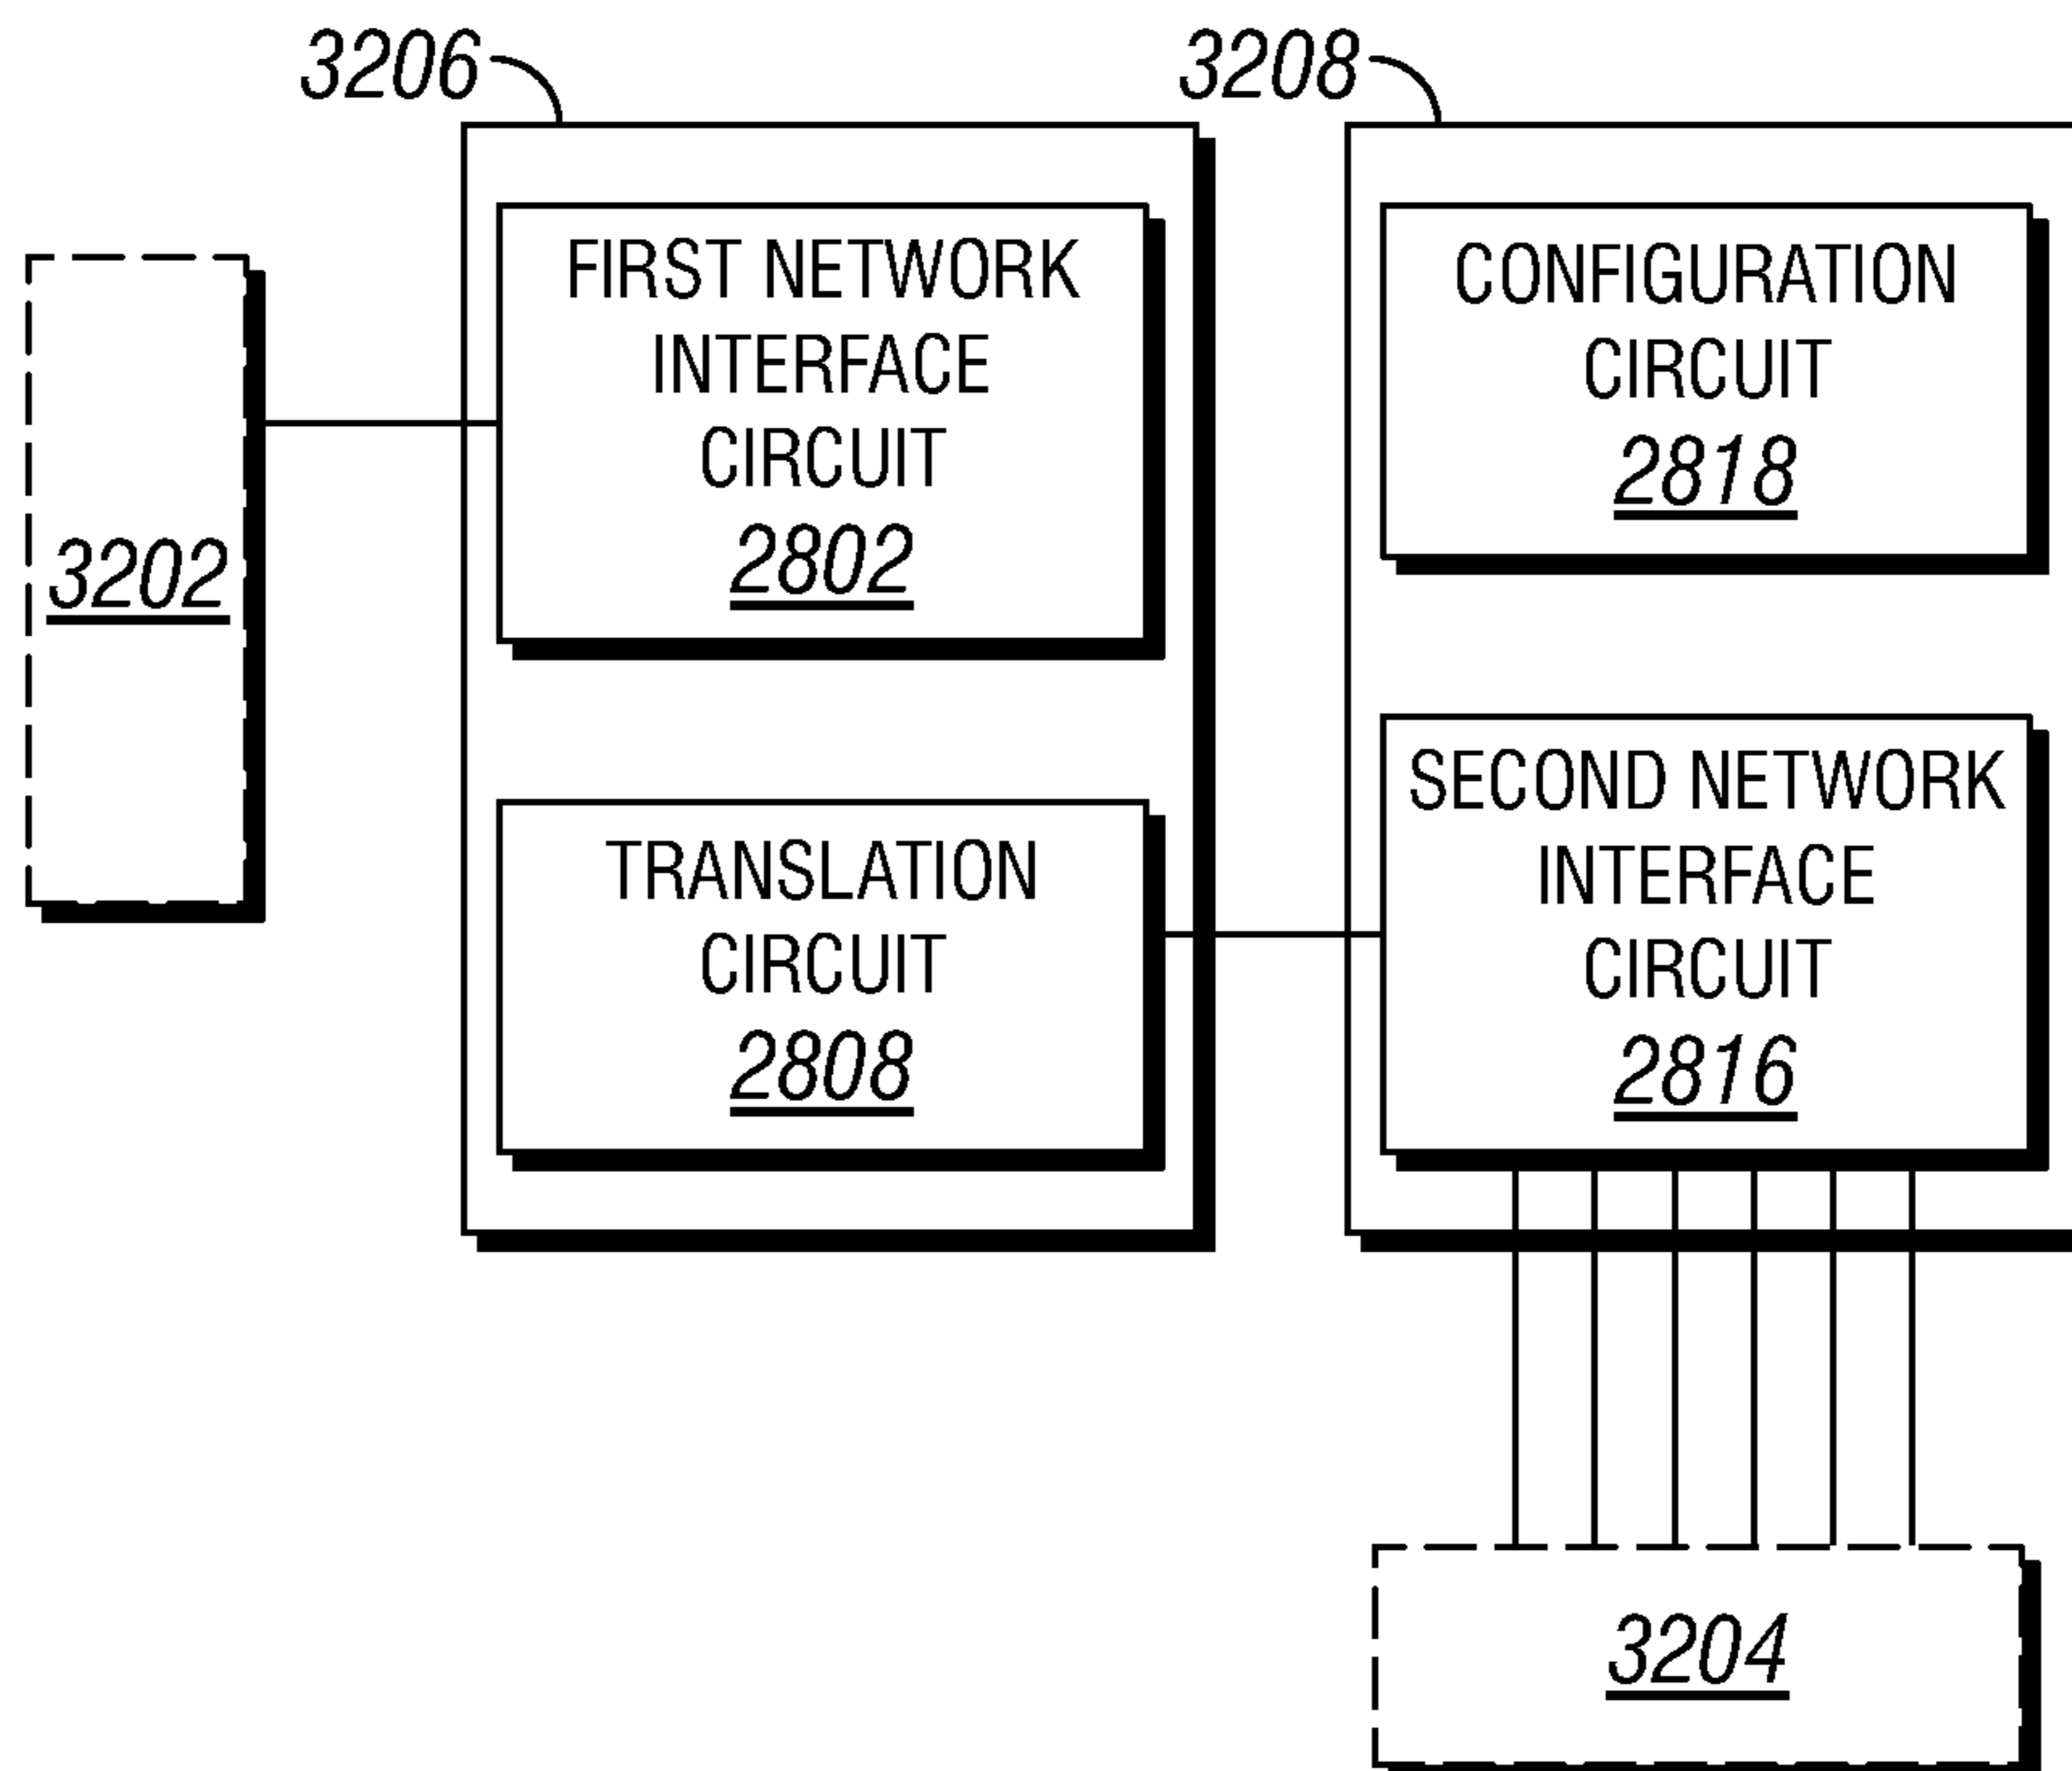 3206
3208
3202
FIRST NETWORK
INTERFACE
CIRCUIT
2802
TRANSLATION
CIRCUIT
2808
CONFIGURATION
CIRCUIT
2818
SECOND NETWORK
INTERFACE
CIRCUIT
2816
3204